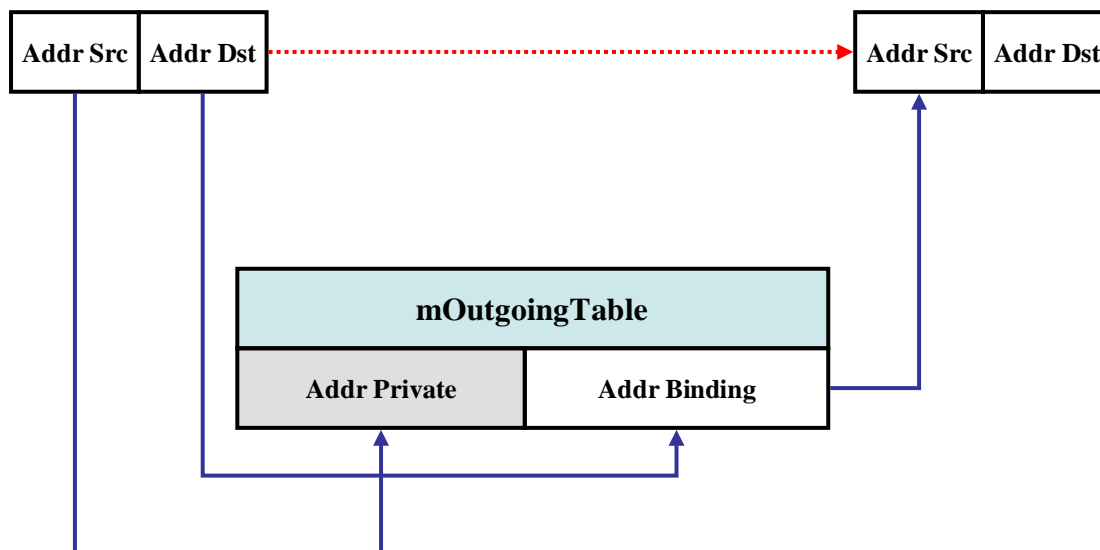 Addr Src Addr Dst Addr Src Addr Dst
mOutgoingTable
Addr Private Addr Binding